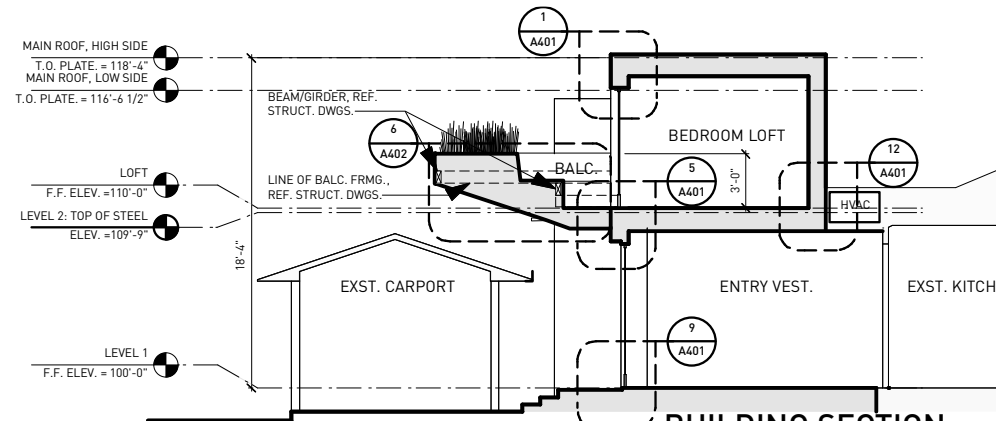 MAIN ROOF, HIGH SIDE
T.O. PLATE. = 118'-4"
MAIN ROOF, LOW SIDE
T.O. PLATE. = 116'-6 1/2"
LOFT
F.F. ELEV. =110'-0"
LEVEL 2: TOP OF STEEL
ELEV. =109'-9"
LEVEL 1
F.F. ELEV. = 100'-0"
18'-4"
BEAM/GIRDER, REF.
STRUCT. DWGS.
6
A402
LINE OF BALC. FRMG.,
REF. STRUCT. DWGS.
1
A401
BALC.
BEDROOM LOFT
5
A401
3'-0"
12
A401
HVAC
EXST. CARPORT
ENTRY VEST.
EXST. KITCH
9
A401
BUILDING SECTION